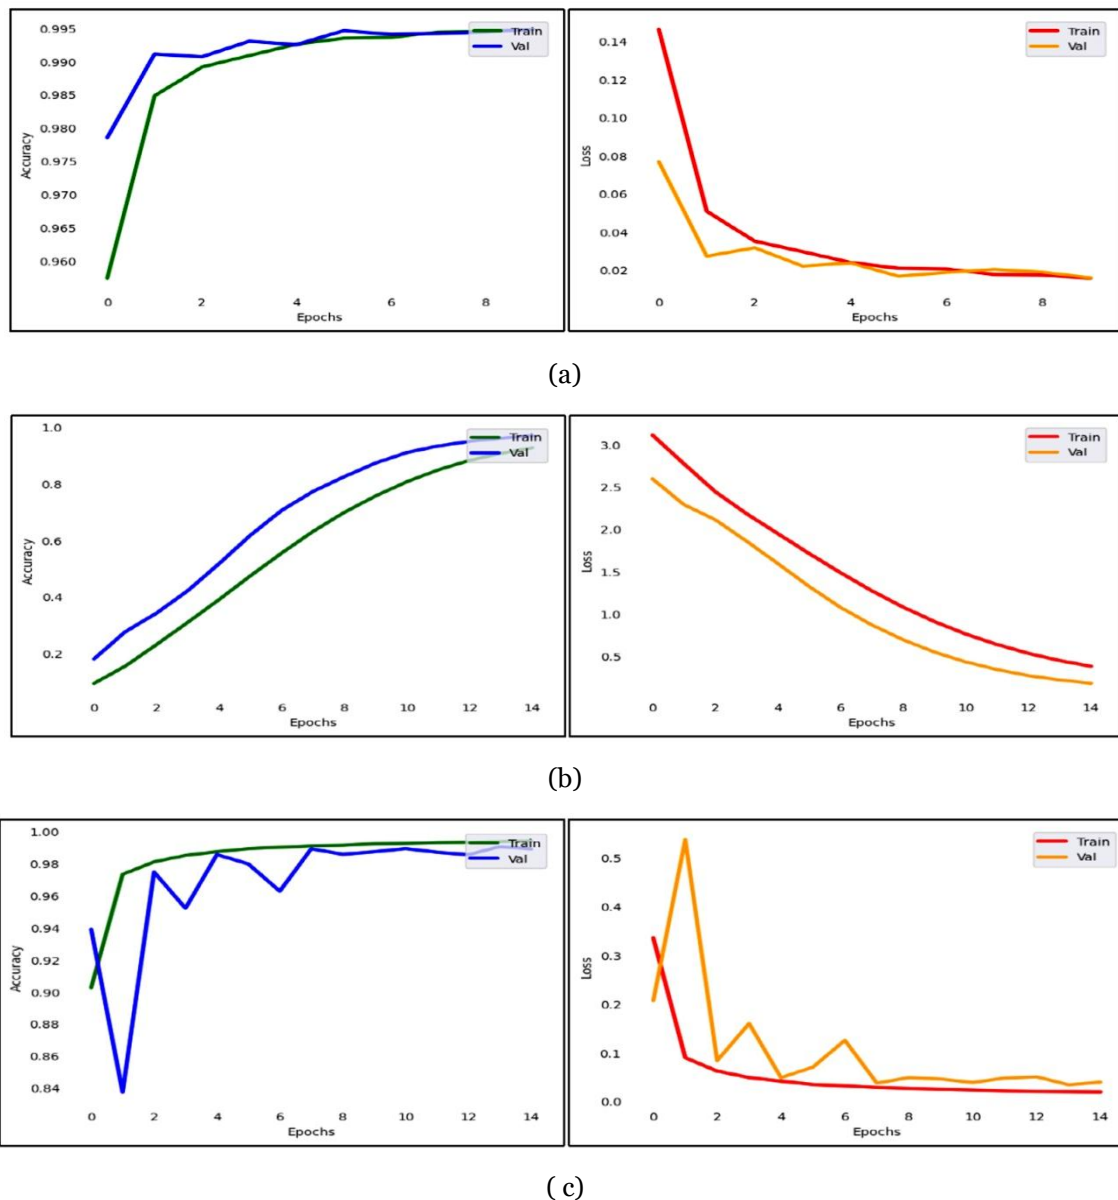 0.995
0.990
0.985
0.980
0.975
0.970
0.965
0.960
Accuracy
0 2 4 6 8
Epochs
Train
Val
0.14
0.12
0.10
0.08
0.06
0.04
0.02
Loss
0 2 4 6 8
Epochs
Train
Val
(a)
1.0
0.8
0.6
0.4
0.2
Accuracy
0 2 4 6 8 10 12 14
Epochs
Train
Val
3.0
2.5
2.0
1.5
1.0
0.5
Loss
0 2 4 6 8 10 12 14
Epochs
Train
Val
(b)
1.00
0.98
0.96
0.94
0.92
0.90
0.88
0.86
0.84
Accuracy
0 2 4 6 8 10 12 14
Epochs
Train
Val
0.5
0.4
0.3
0.2
0.1
0.0
Loss
0 2 4 6 8 10 12 14
Epochs
Train
Val
( c)